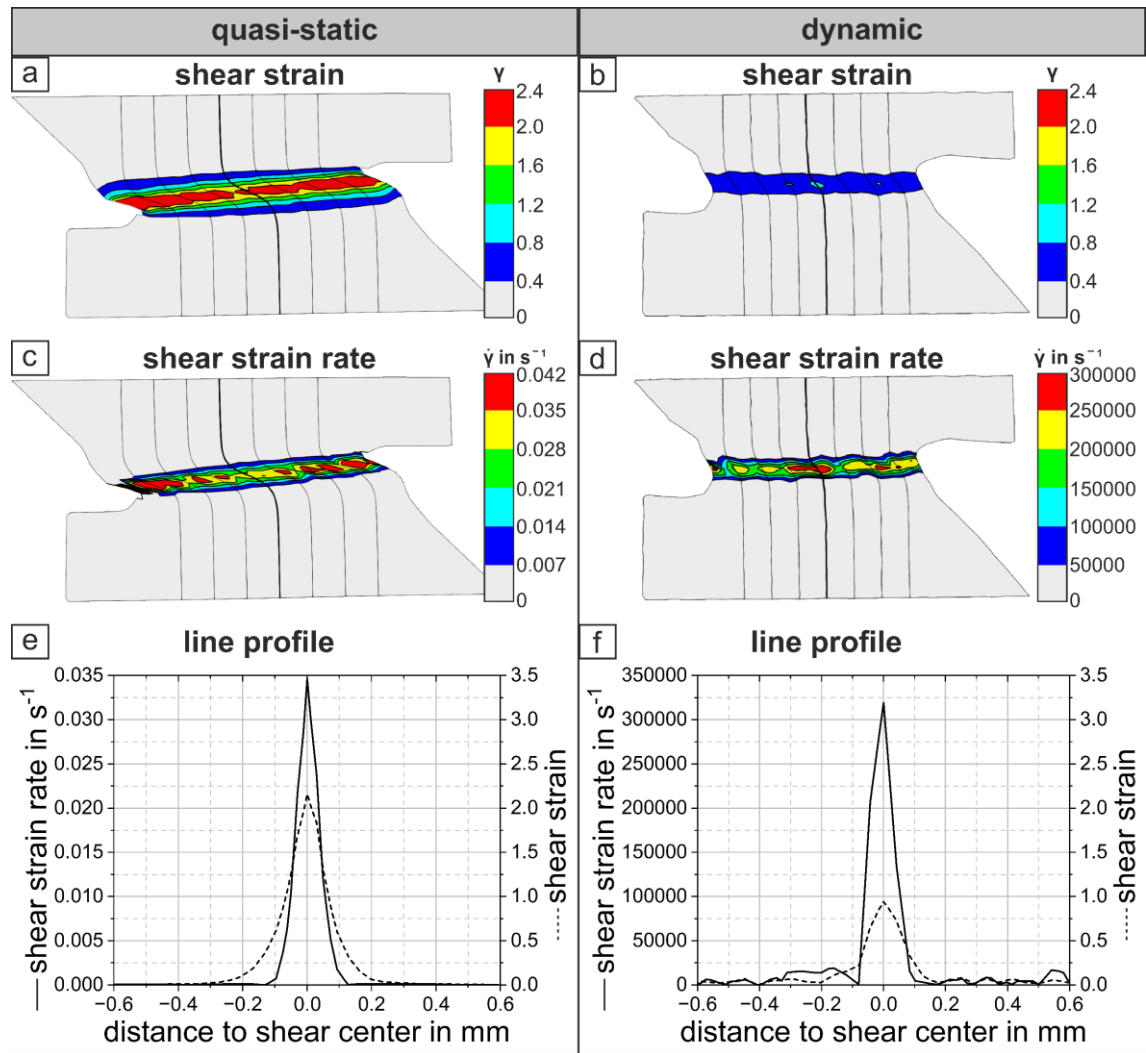 quasi-static
dynamic
a
shear strain
γ
2.4
2.0
1.6
1.2
0.8
0.4
0
b
shear strain
γ
2.4
2.0
1.6
1.2
0.8
0.4
0
c
shear strain rate
γ̇ in s⁻¹
0.042
0.035
0.028
0.021
0.014
0.007
0
d
shear strain rate
γ̇ in s⁻¹
300000
250000
200000
150000
100000
50000
0
e
line profile
shear strain rate in s⁻¹
0.035
0.030
0.025
0.020
0.015
0.010
0.005
0.000
3.5
3.0
2.5
2.0
1.5
1.0
0.5
0.0
shear strain
−0.6 −0.4 −0.2 0.0 0.2 0.4 0.6
distance to shear center in mm
f
line profile
shear strain rate in s⁻¹
350000
300000
250000
200000
150000
100000
50000
0
3.5
3.0
2.5
2.0
1.5
1.0
0.5
0.0
shear strain
−0.6 −0.4 −0.2 0.0 0.2 0.4 0.6
distance to shear center in mm